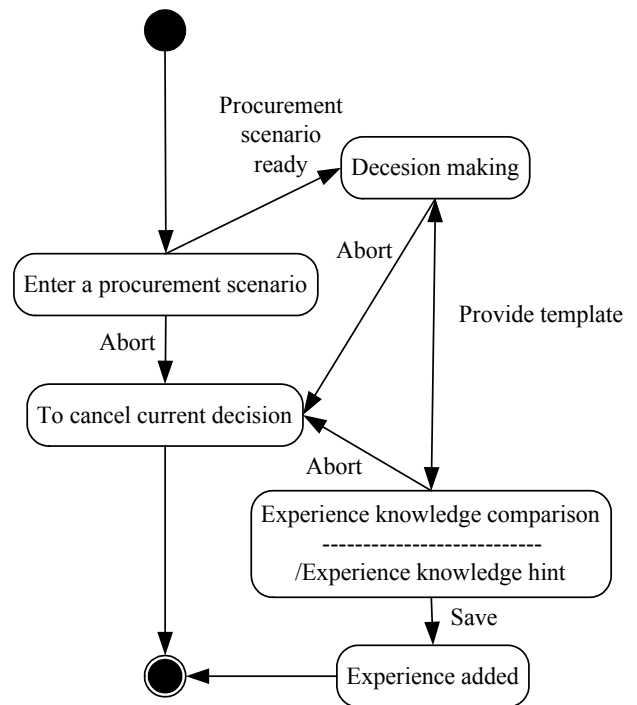 Procurement
scenario
ready
Decesion making
Abort
Enter a procurement scenario
Provide template
Abort
To cancel current decision
Abort
Experience knowledge comparison
---------------------------
/Experience knowledge hint
Save
Experience added